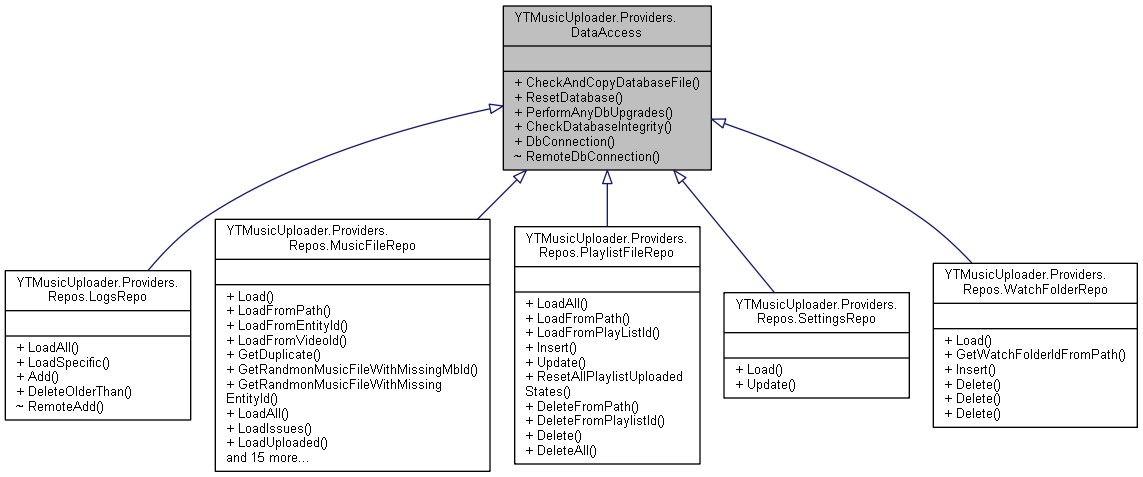 YTMusicUploader.Providers.
DataAccess
+ CheckAndCopyDatabaseFile()
+ ResetDatabase()
+ PerformAnyDbUpgrades()
+ CheckDatabaseIntegrity()
+ DbConnection()
~ RemoteDbConnection()
YTMusicUploader.Providers.
Repos.LogsRepo
+ LoadAll()
+ LoadSpecific()
+ Add()
+ DeleteOlderThan()
~ RemoteAdd()
YTMusicUploader.Providers.
Repos.MusicFileRepo
+ Load()
+ LoadFromPath()
+ LoadFromEntityId()
+ LoadFromVideoId()
+ GetDuplicate()
+ GetRandmonMusicFileWithMissingMbId()
+ GetRandmonMusicFileWithMissing
EntityId()
+ LoadAll()
+ LoadIssues()
+ LoadUploaded()
and 15 more...
YTMusicUploader.Providers.
Repos.PlaylistFileRepo
+ LoadAll()
+ LoadFromPath()
+ LoadFromPlayListId()
+ Insert()
+ Update()
+ ResetAllPlaylistUploaded
States()
+ DeleteFromPath()
+ DeleteFromPlaylistId()
+ Delete()
+ DeleteAll()
YTMusicUploader.Providers.
Repos.SettingsRepo
+ Load()
+ Update()
YTMusicUploader.Providers.
Repos.WatchFolderRepo
+ Load()
+ GetWatchFolderIdFromPath()
+ Insert()
+ Delete()
+ Delete()
+ Delete()